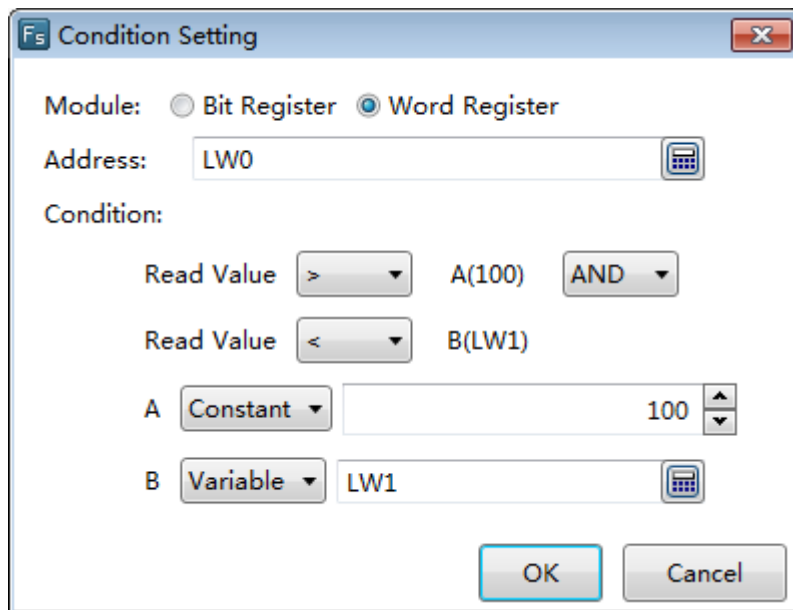 Fs Condition Setting
Module: Bit Register Word Register
Address: LW0
Condition:
Read Value > A(100) AND
Read Value < B(LW1)
A Constant 100
B Variable LW1
OK Cancel